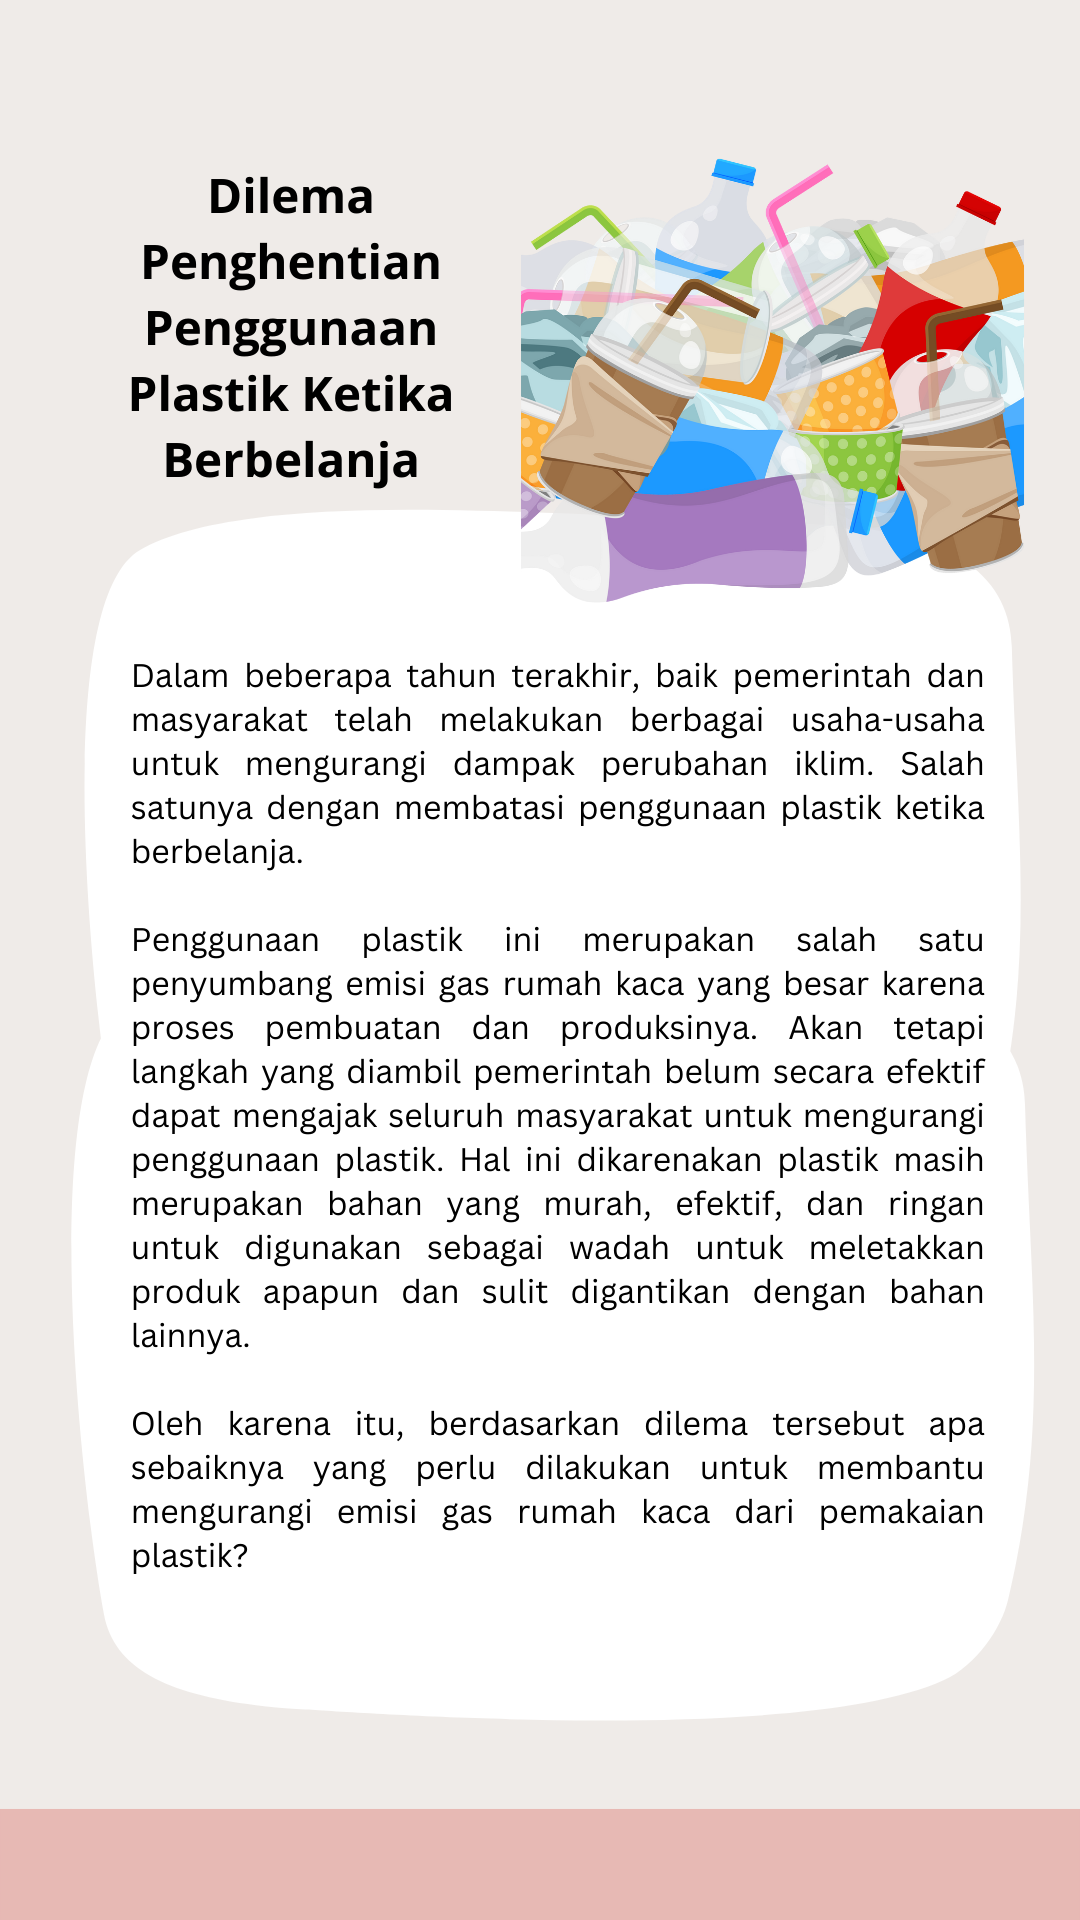 Dilema
Penghentian
Penggunaan
Plastik Ketika
Berbelanja
Dalam beberapa tahun terakhir, baik pemerintah dan
masyarakat telah melakukan berbagai usaha-usaha
untuk mengurangi dampak perubahan iklim. Salah
satunya dengan membatasi penggunaan plastik ketika
berbelanja.
Penggunaan plastik ini merupakan salah satu
penyumbang emisi gas rumah kaca yang besar karena
proses pembuatan dan produksinya. Akan tetapi
langkah yang diambil pemerintah belum secara efektif
dapat mengajak seluruh masyarakat untuk mengurangi
penggunaan plastik. Hal ini dikarenakan plastik masih
merupakan bahan yang murah, efektif, dan ringan
untuk digunakan sebagai wadah untuk meletakkan
produk apapun dan sulit digantikan dengan bahan
lainnya.
Oleh karena itu, berdasarkan dilema tersebut apa
sebaiknya yang perlu dilakukan untuk membantu
mengurangi emisi gas rumah kaca dari pemakaian
plastik?